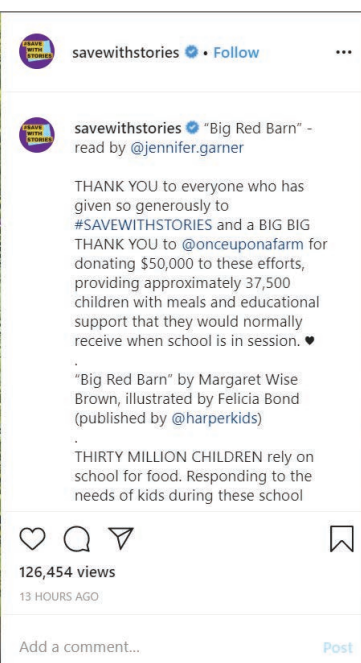 #SAVE
WITH
STORIES
savewithstories • Follow
#SAVE
WITH
STORIES
savewithstories “Big Red Barn” -
read by @jennifer.garner
THANK YOU to everyone who has
given so generously to
#SAVEWITHSTORIES and a BIG BIG
THANK YOU to @onceuponafarm for
donating $50,000 to these efforts,
providing approximately 37,500
children with meals and educational
support that they would normally
receive when school is in session. ♥
.
“Big Red Barn” by Margaret Wise
Brown, illustrated by Felicia Bond
(published by @harperkids)
.
THIRTY MILLION CHILDREN rely on
school for food. Responding to the
needs of kids during these school
126,454 views
13 HOURS AGO
Add a comment...
Post